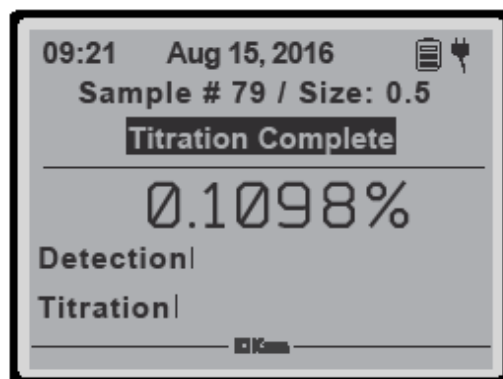 09:21 Aug 15, 2016
Sample # 79 / Size: 0.5
Titration Complete
0.1098%
Detection
Titration